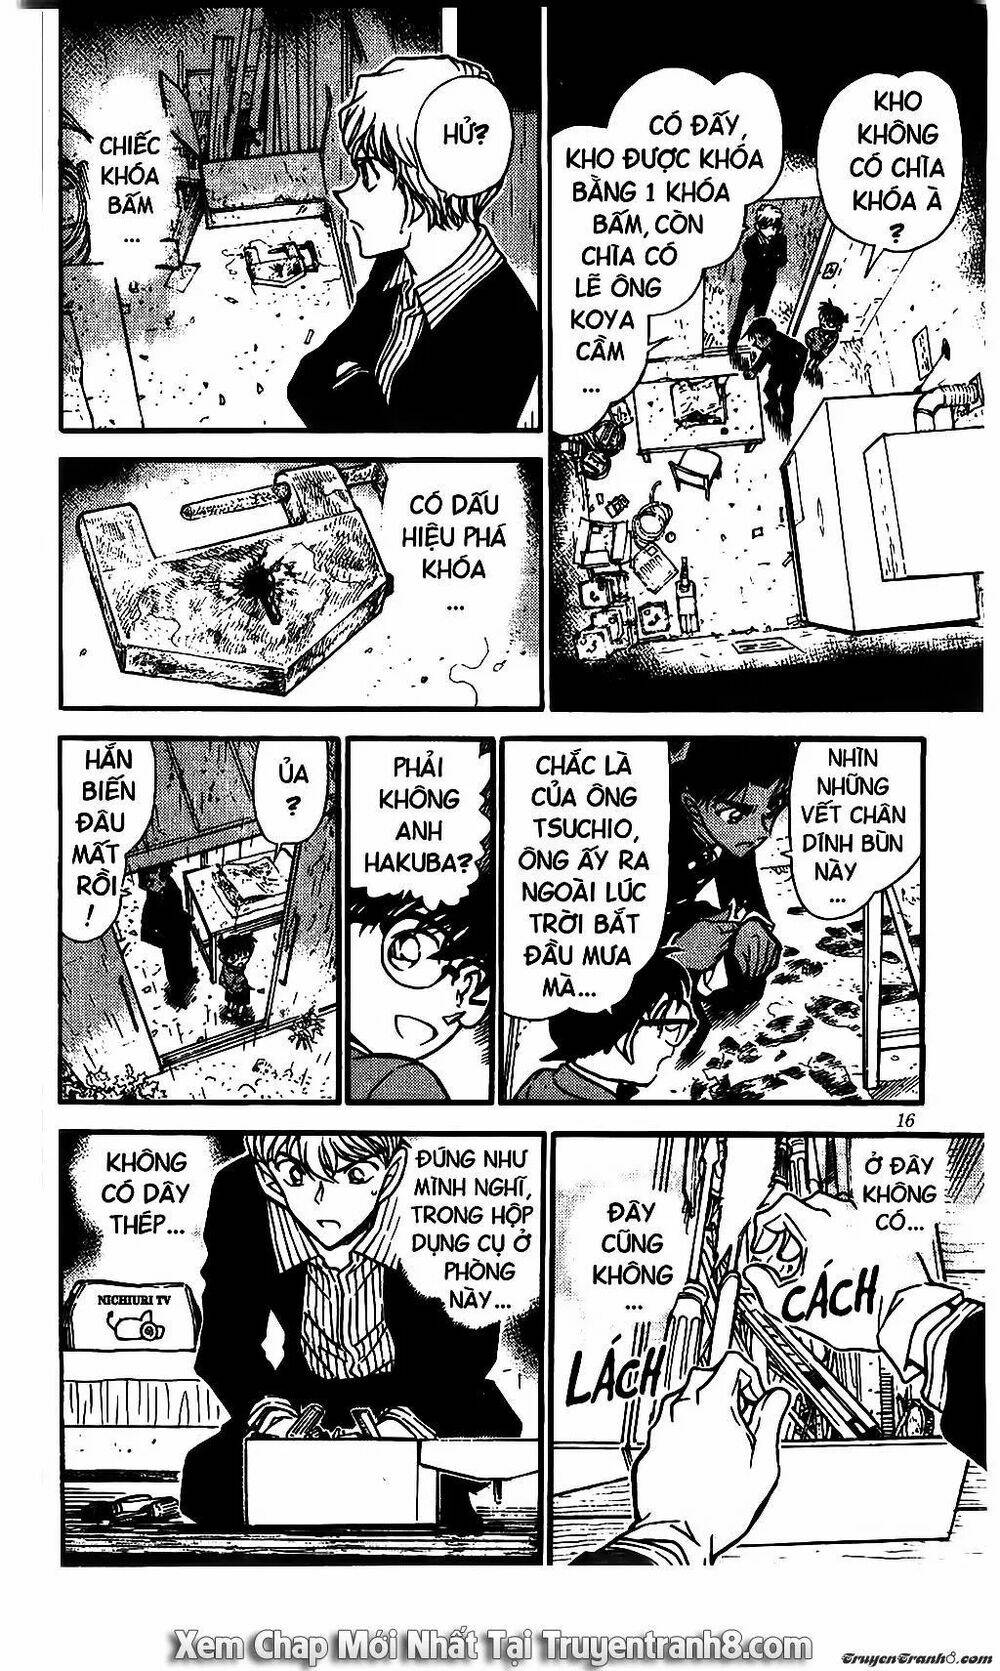 KHO
KHÔNG
CÓ CHÌA
KHÓA À
?
CÓ ĐẤY,
KHO ĐƯỢC KHÓA
BẰNG 1 KHÓA
BẤM, CÒN
CHÌA CÓ
LẼ ÔNG
KOYA
CẦM
...
HỬ?
CHIẾC
KHÓA
BẤM
...
CÓ DẤU
HIỆU PHÁ
KHÓA
...
NHÌN
NHỮNG
VẾT CHÂN
DÍNH BÙN
NÀY
...
CHẮC LÀ
CỦA ÔNG
TSUCHIO,
ÔNG ẤY RA
NGOÀI LÚC
TRỜI BẮT
ĐẦU MƯA
MÀ...
PHẢI
KHÔNG
ANH
HAKUBA?
ỦA
?
HẮN
BIẾN
ĐÂU
MẤT
RỒI
!
16
Ở ĐÂY
KHÔNG
CÓ...
CÁCH
ĐÂY
CŨNG
KHÔNG
...
LÁCH
ĐÚNG NHƯ
MÌNH NGHĨ,
TRONG HỘP
DỤNG CỤ Ở
PHÒNG
NÀY...
KHÔNG
CÓ DÂY
THÉP...
NICHIURI TV
Xem Chap Mới Nhất Tại Truyentranh8.com
TruyenTranh8.com